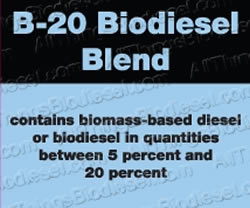 B-20 Biodiesel
Blend
contains biomass-based diesel
or biodiesel in quantities
between 5 percent and
20 percent